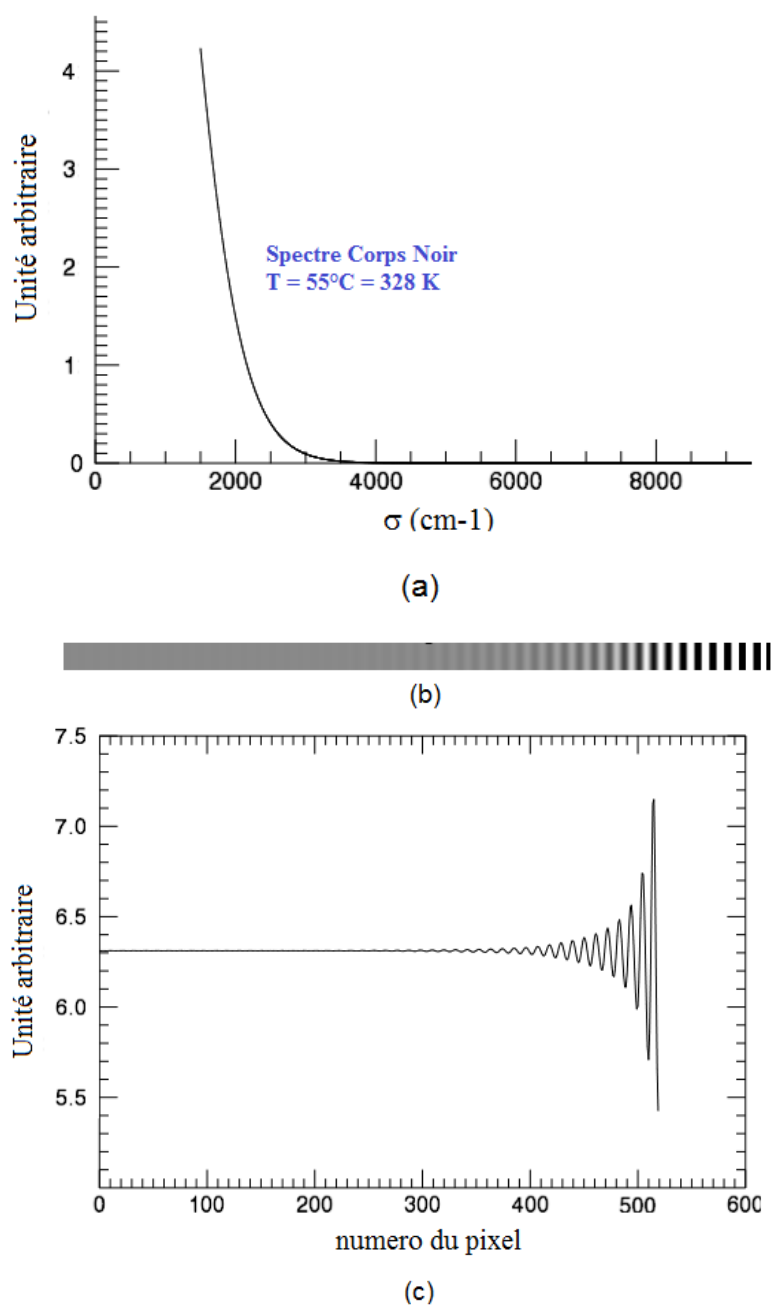 4
3
2
1
0
Unité arbitraire
Spectre Corps Noir
T = 55°C = 328 K
0 2000 4000 6000 8000
σ (cm-1)
(a)
(b)
7.5
7.0
6.5
6.0
5.5
Unité arbitraire
0 100 200 300 400 500 600
numero du pixel
(c)